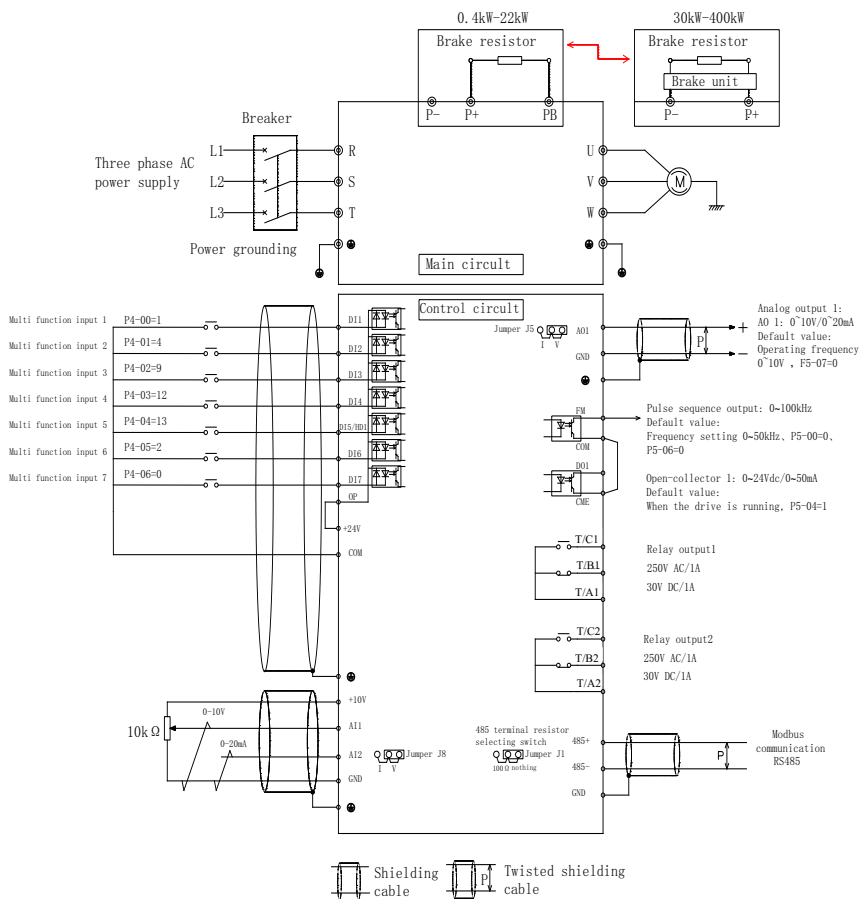 0.4kW-22kW
30kW-400kW
Brake resistor
Brake resistor
Brake unit
P-
P+
PB
P-
P+
Breaker
L1
R
U
Three phase AC
power supply
L2
S
V
M
L3
T
W
Power grounding
Main circult
Control circult
Multi function input 1
P4-00=1
DI1
Multi function input 2
P4-01=4
DI2
Multi function input 3
P4-02=9
DI3
Multi function input 4
P4-03=12
DI4
Multi function input 5
P4-04=13
DI5/HDI
Multi function input 6
P4-05=2
DI6
Multi function input 7
P4-06=0
DI7
OP
+24V
COM
Jumper J5
I V
AO1
GND
P
+
−
Analog output 1:
AO 1: 0~10V/0~20mA
Default value:
Operating frequency
0~10V , F5-07=0
FM
COM
Pulse sequence output: 0~100kHz
Default value:
Frequency setting 0~50kHz、P5-00=0、
P5-06=0
DO1
CME
Open-collector 1: 0~24Vdc/0~50mA
Default value:
When the drive is running, P5-04=1
T/C1
T/B1
T/A1
Relay output1
250V AC/1A
30V DC/1A
T/C2
T/B2
T/A2
Relay output2
250V AC/1A
30V DC/1A
+10V
10kΩ
0-10V
AI1
0-20mA
AI2
Jumper J8
I V
GND
485 terminal resistor
selecting switch
Jumper J1
100Ω nothing
485+
485-
GND
P
Modbus
communication
RS485
Shielding
cable
P
Twisted shielding
cable